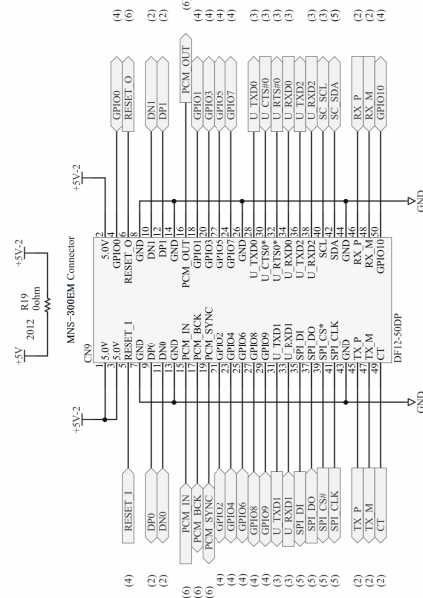 +5V
R19
+5V-2
2012
0ohm
MNS-300EM Connector
CN9
+5V-2
+5V-2
1 5.0V
5.0V 2
3 5.0V
GPIO0 4 GPIO0 (4)
(4) RESET_I 5 RESET_I
RESET_O 6 RESET_O (6)
7 GND
GND 8
(2) DP0 9 DP0
DN1 10 DN1 (2)
(2) DN0 11 DN0
DP1 12 DP1 (2)
13 GND
GND 14
(6) PCM_IN 15 PCM_IN
PCM_OUT 16 PCM_OUT (6)
(6) PCM_BCK 17 PCM_BCK
GPIO1 18 GPIO1 (4)
(6) PCM_SYNC 19 PCM_SYNC
GPIO3 20 GPIO3 (4)
(4) GPIO2 21 GPIO2
GPIO5 22 GPIO5 (4)
(4) GPIO4 23 GPIO4
GPIO7 24 GPIO7 (4)
(4) GPIO6 25 GPIO6
GND 26
(4) GPIO8 27 GPIO8
U_TXD0 28 U_TXD0 (3)
(4) GPIO9 29 GPIO9
U_CTS0* 30 U_CTS#0 (3)
(3) U_TXD1 31 U_TXD1
U_RTS0* 32 U_RTS#0 (3)
(3) U_RXD1 33 U_RXD1
U_RXD0 34 U_RXD0 (3)
(5) SPI_DI 35 SPI_DI
U_TXD2 36 U_TXD2 (3)
(5) SPI_DO 37 SPI_DO
U_RXD2 38 U_RXD2 (3)
(5) SPI_CS# 39 SPI_CS*
SCL 40 SC_SCL
(5) SPI_CLK 41 SPI_CLK
SDA 42 SC_SDA (5)
43 GND
GND 44
(2) TX_P 45 TX_P
RX_P 46 RX_P (2)
(2) TX_M 47 TX_M
RX_M 48 RX_M (2)
(2) CT 49 CT
GPIO10 50 GPIO10 (4)
DF12-50DP
GND
GND